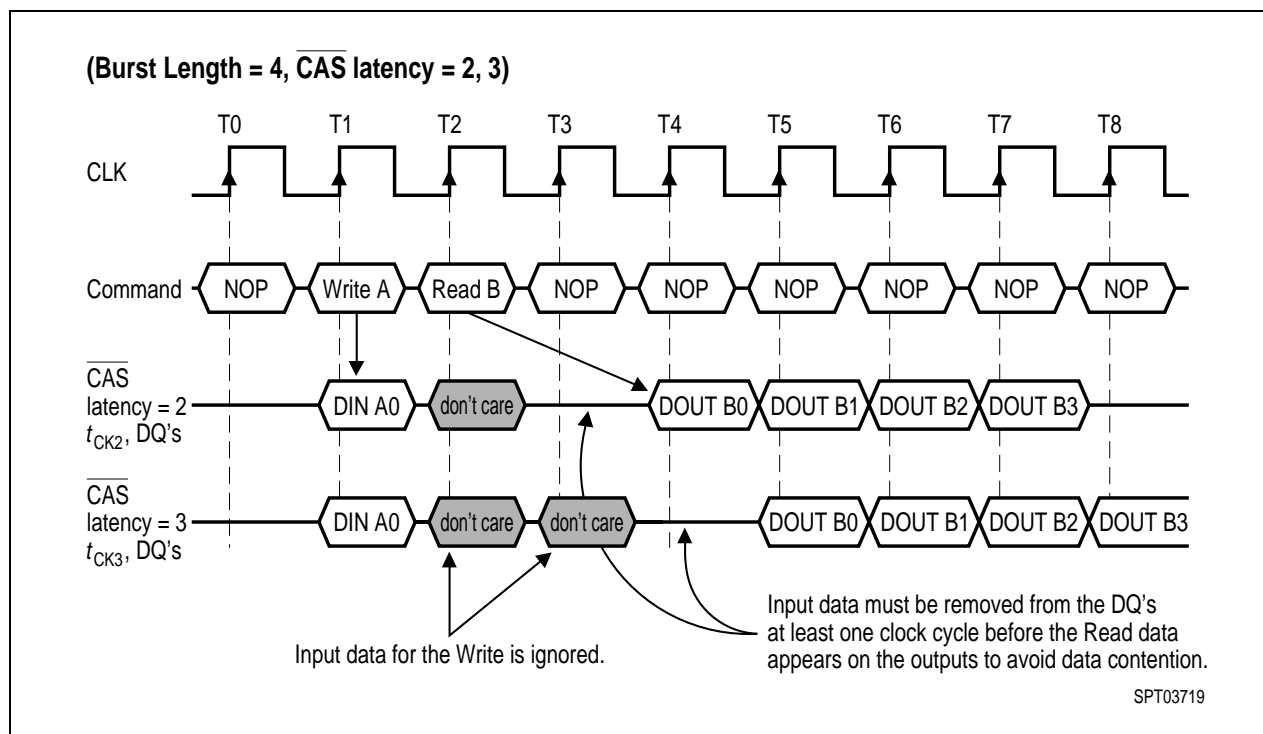 (Burst Length = 4, CAS latency = 2, 3)
T0 T1 T2 T3 T4 T5 T6 T7 T8
CLK
Command NOP Write A Read B NOP NOP NOP NOP NOP NOP
CAS
latency = 2 DIN A0 don't care DOUT B0 DOUT B1 DOUT B2 DOUT B3
tCK2, DQ's
CAS
latency = 3 DIN A0 don't care don't care DOUT B0 DOUT B1 DOUT B2 DOUT B3
tCK3, DQ's
Input data for the Write is ignored.
Input data must be removed from the DQ's
at least one clock cycle before the Read data
appears on the outputs to avoid data contention.
SPT03719